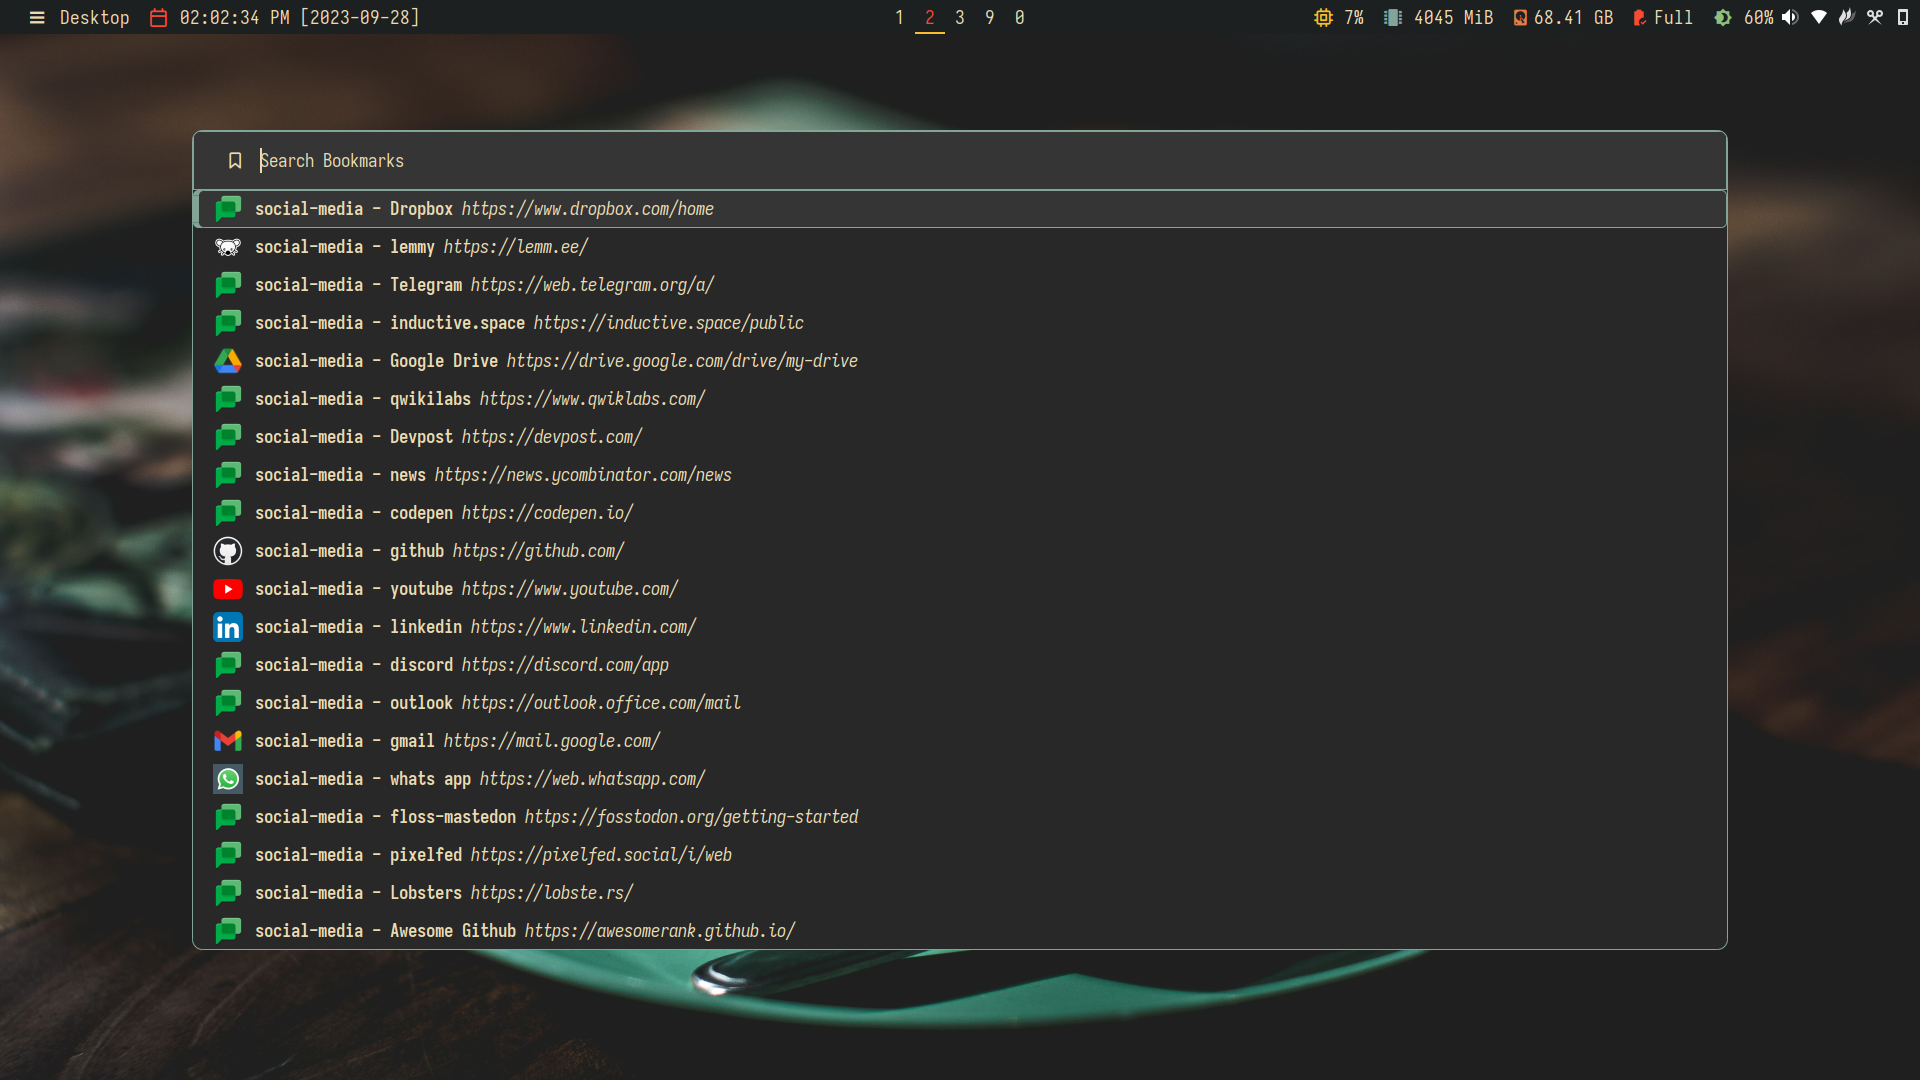 Desktop 02:02:34 PM [2023-09-28] 1 2 3 9 0 7% 4045 MiB 68.41 GB Full 60%
Search Bookmarks
social-media - Dropbox https://www.dropbox.com/home
social-media - lemmy https://lemm.ee/
social-media - Telegram https://web.telegram.org/a/
social-media - inductive.space https://inductive.space/public
social-media - Google Drive https://drive.google.com/drive/my-drive
social-media - qwikilabs https://www.qwiklabs.com/
social-media - Devpost https://devpost.com/
social-media - news https://news.ycombinator.com/news
social-media - codepen https://codepen.io/
social-media - github https://github.com/
social-media - youtube https://www.youtube.com/
social-media - linkedin https://www.linkedin.com/
social-media - discord https://discord.com/app
social-media - outlook https://outlook.office.com/mail
social-media - gmail https://mail.google.com/
social-media - whats app https://web.whatsapp.com/
social-media - floss-mastedon https://fosstodon.org/getting-started
social-media - pixelfed https://pixelfed.social/i/web
social-media - Lobsters https://lobste.rs/
social-media - Awesome Github https://awesomerank.github.io/